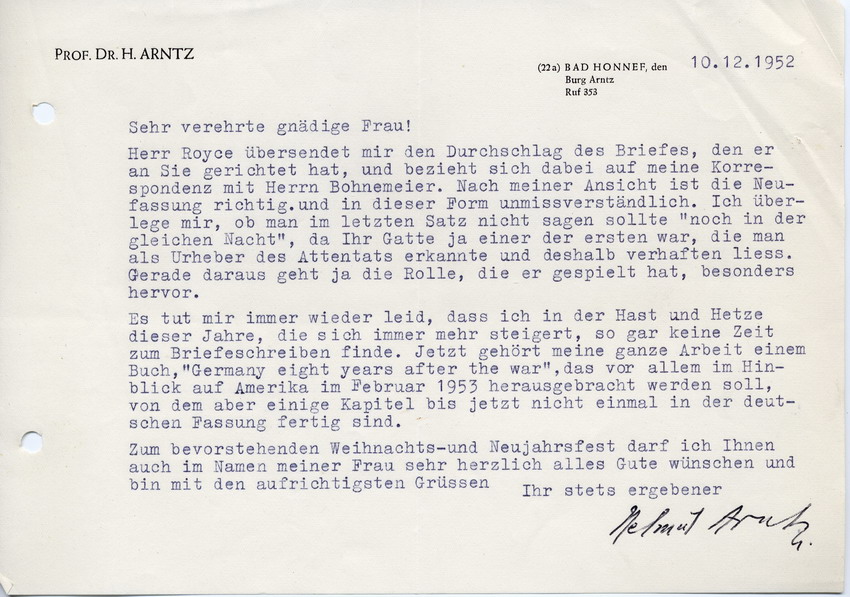 PROF. DR. H. ARNTZ
(22a) BAD HONNEF, den 10.12.1952
Burg Arntz
Ruf 353
Sehr verehrte gnädige Frau!
Herr Royce übersendet mir den Durchschlag des Briefes, den er
an Sie gerichtet hat, und bezieht sich dabei auf meine Korre-
spondenz mit Herrn Bohnemeier. Nach meiner Ansicht ist die Neu-
fassung richtig.und in dieser Form unmissverständlich. Ich über-
lege mir, ob man im letzten Satz nicht sagen sollte "noch in der
gleichen Nacht", da Ihr Gatte ja einer der ersten war, die man
als Urheber des Attentats erkannte und deshalb verhaften liess.
Gerade daraus geht ja die Rolle, die er gespielt hat, besonders
hervor.
Es tut mir immer wieder leid, dass ich in der Hast und Hetze
dieser Jahre, die sich immer mehr steigert, so gar keine Zeit
zum Briefeschreiben finde. Jetzt gehört meine ganze Arbeit einem
Buch,"Germany eight years after the war",das vor allem im Hin-
blick auf Amerika im Februar 1953 herausgebracht werden soll,
von dem aber einige Kapitel bis jetzt nicht einmal in der deut-
schen Fassung fertig sind.
Zum bevorstehenden Weihnachts-und Neujahrsfest darf ich Ihnen
auch im Namen meiner Frau sehr herzlich alles Gute wünschen und
bin mit den aufrichtigsten Grüssen
Ihr stets ergebener
Helmut Arntz